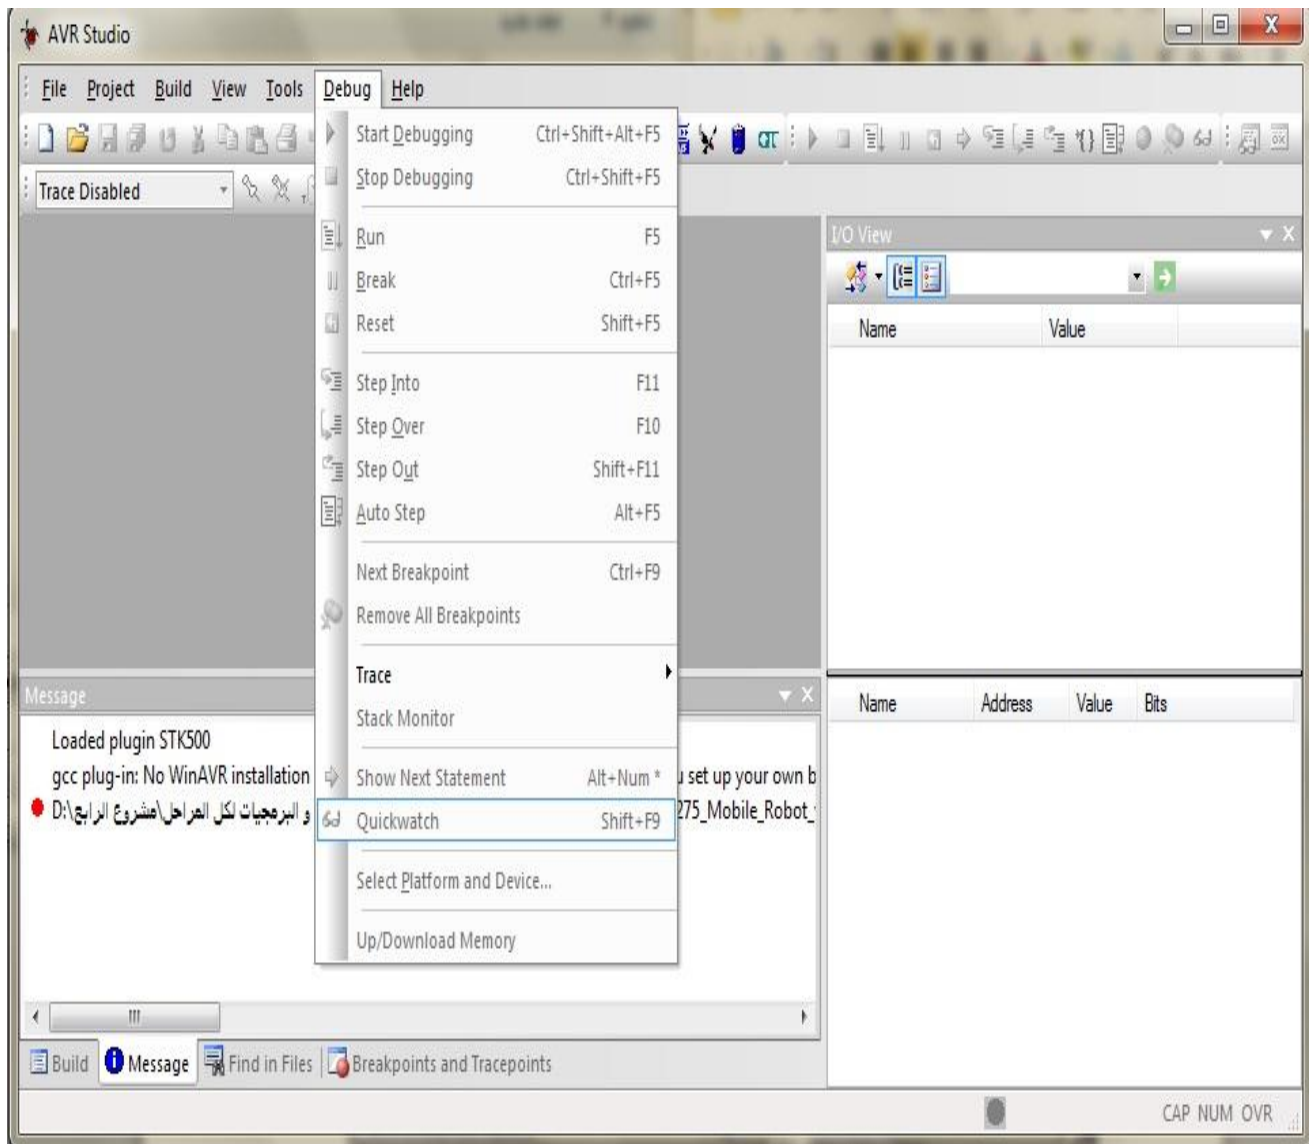 AVR Studio
File Project Build View Tools Debug Help
Trace Disabled
Start Debugging Ctrl+Shift+Alt+F5
Stop Debugging Ctrl+Shift+F5
Run F5
Break Ctrl+F5
Reset Shift+F5
Step Into F11
Step Over F10
Step Out Shift+F11
Auto Step Alt+F5
Next Breakpoint Ctrl+F9
Remove All Breakpoints
Trace
Stack Monitor
Show Next Statement Alt+Num *
Quickwatch Shift+F9
Select Platform and Device...
Up/Download Memory
I/O View
Name Value
Name Address Value Bits
Message
Loaded plugin STK500
gcc plug-in: No WinAVR installation u set up your own b
D:\و البرمجيات لكل المراحل\مشروع الرابع 275_Mobile_Robot_
Build Message Find in Files Breakpoints and Tracepoints
CAP NUM OVR